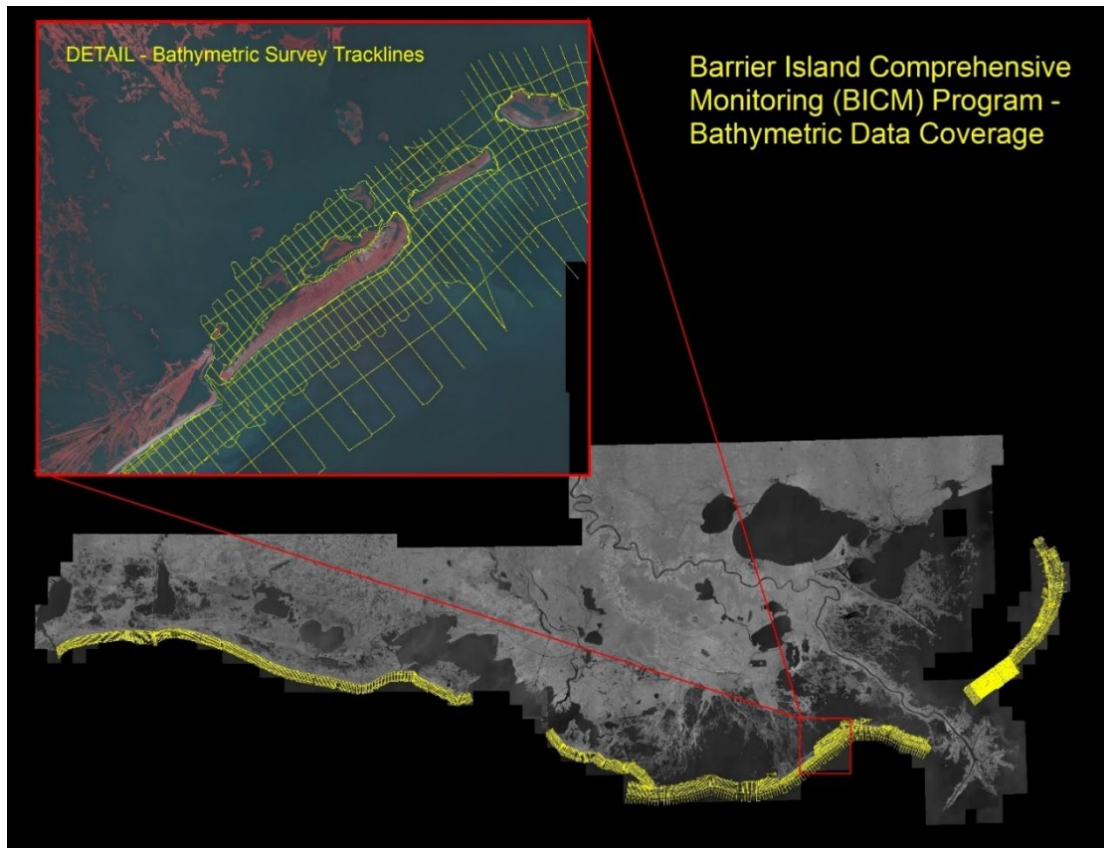 DETAIL - Bathymetric Survey Tracklines
Barrier Island Comprehensive
Monitoring (BICM) Program -
Bathymetric Data Coverage